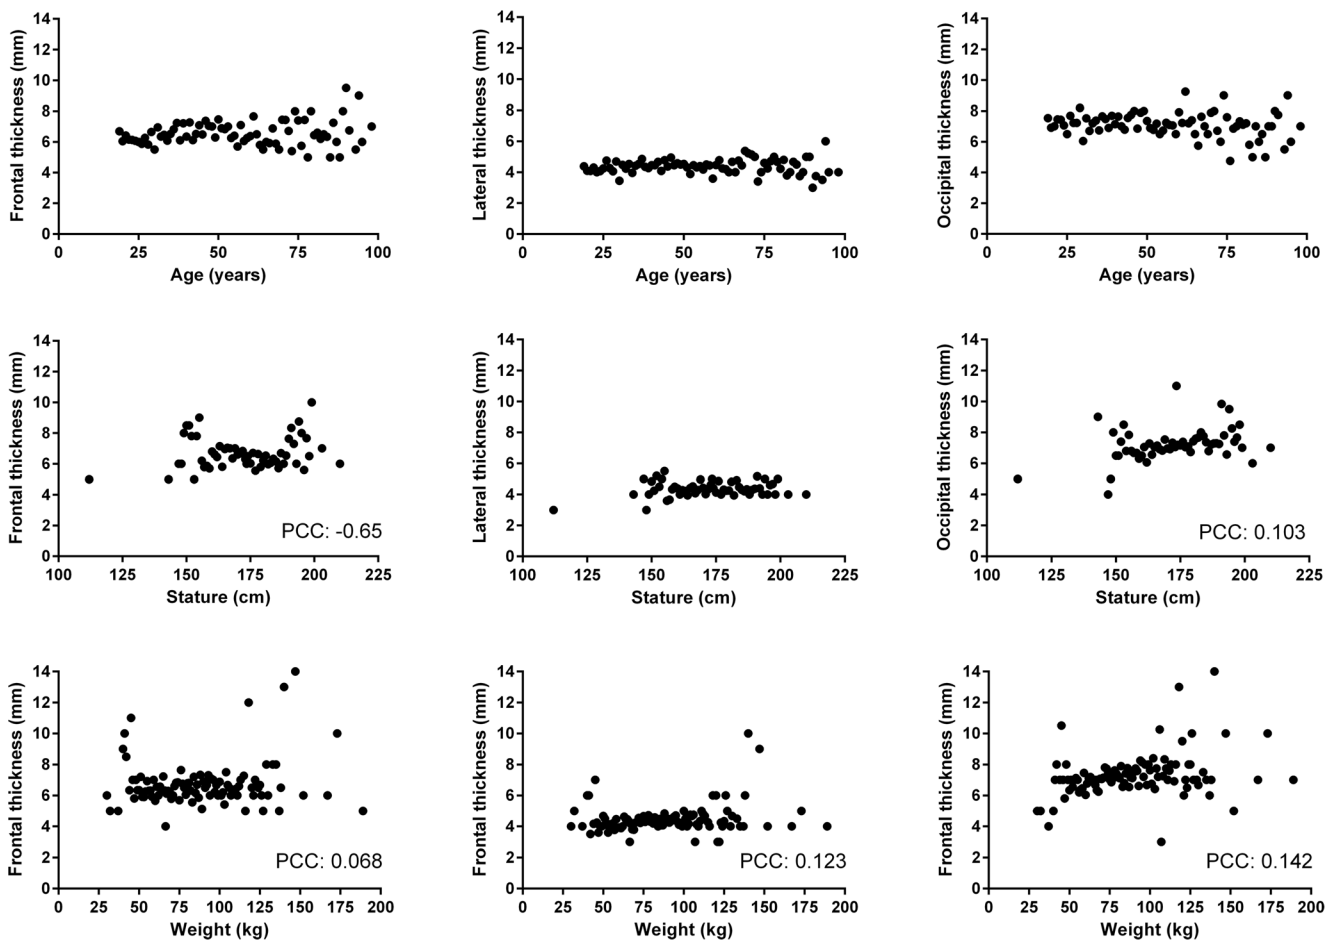 14
12
10
8
6
4
2
0
Frontal thickness (mm)
0 25 50 75 100
Age (years)
14
12
10
8
6
4
2
0
Lateral thickness (mm)
0 25 50 75 100
Age (years)
14
12
10
8
6
4
2
0
Occipital thickness (mm)
0 25 50 75 100
Age (years)
14
12
10
8
6
4
2
0
Frontal thickness (mm)
PCC: -0.65
100 125 150 175 200 225
Stature (cm)
14
12
10
8
6
4
2
0
Lateral thickness (mm)
100 125 150 175 200 225
Stature (cm)
14
12
10
8
6
4
2
0
Occipital thickness (mm)
PCC: 0.103
100 125 150 175 200 225
Stature (cm)
14
12
10
8
6
4
2
0
Frontal thickness (mm)
PCC: 0.068
0 25 50 75 100 125 150 175 200
Weight (kg)
14
12
10
8
6
4
2
0
Frontal thickness (mm)
PCC: 0.123
0 25 50 75 100 125 150 175 200
Weight (kg)
14
12
10
8
6
4
2
0
Frontal thickness (mm)
PCC: 0.142
0 25 50 75 100 125 150 175 200
Weight (kg)